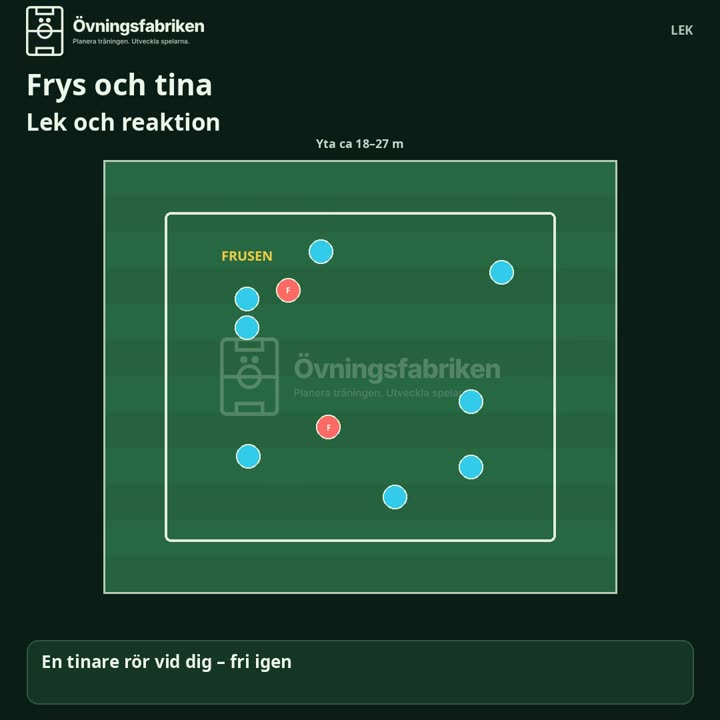 Övningsfabriken
Planera träningen. Utveckla spelarna.
LEK
Frys och tina
Lek och reaktion
Yta ca 18–27 m
FRUSEN
F
Övningsfabriken
Planera träningen. Utveckla
F
En tinare rör vid dig – fri igen